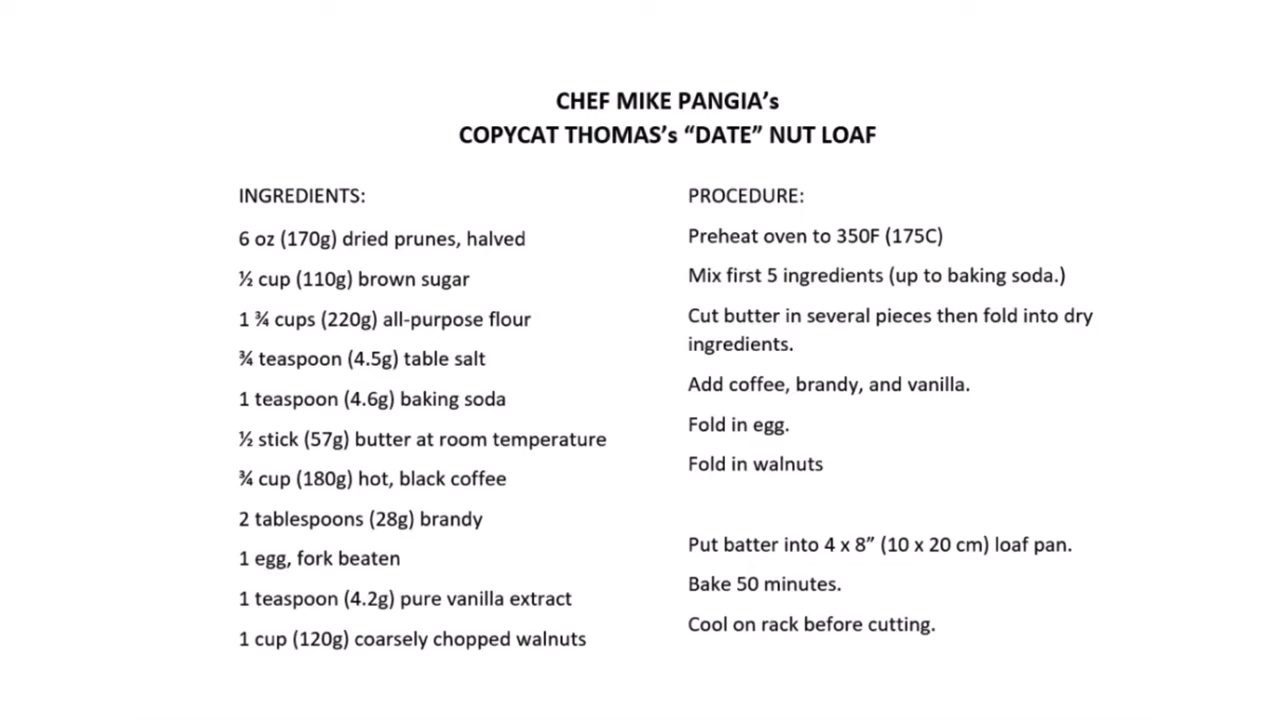 CHEF MIKE PANGIA’s
COPYCAT THOMAS’s “DATE” NUT LOAF
INGREDIENTS:
6 oz (170g) dried prunes, halved
½ cup (110g) brown sugar
1 ¾ cups (220g) all-purpose flour
¾ teaspoon (4.5g) table salt
1 teaspoon (4.6g) baking soda
½ stick (57g) butter at room temperature
¾ cup (180g) hot, black coffee
2 tablespoons (28g) brandy
1 egg, fork beaten
1 teaspoon (4.2g) pure vanilla extract
1 cup (120g) coarsely chopped walnuts
PROCEDURE:
Preheat oven to 350F (175C)
Mix first 5 ingredients (up to baking soda.)
Cut butter in several pieces then fold into dry
ingredients.
Add coffee, brandy, and vanilla.
Fold in egg.
Fold in walnuts
Put batter into 4 x 8” (10 x 20 cm) loaf pan.
Bake 50 minutes.
Cool on rack before cutting.